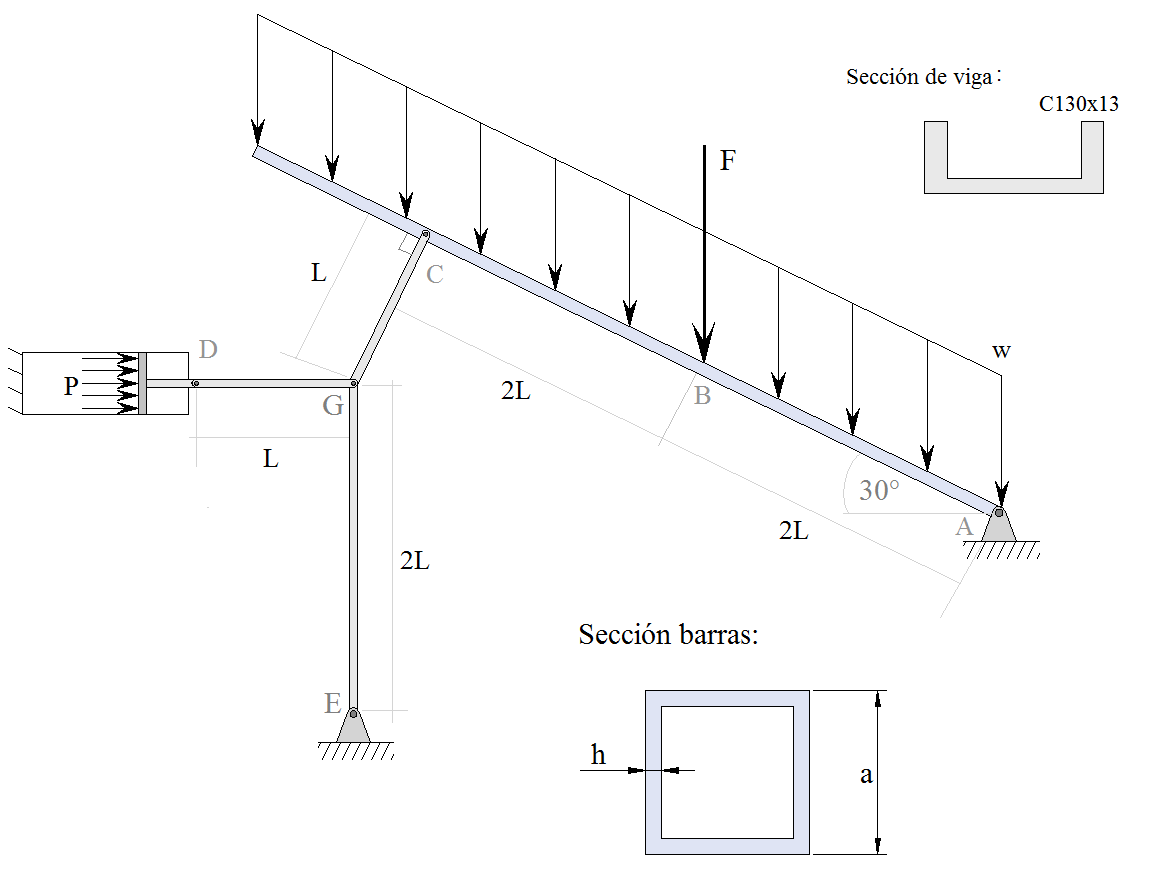 Sección de viga:
C130x13
F
L
C
D
w
P
2L
B
G
L
30°
A
2L
2L
Sección barras:
E
h
a